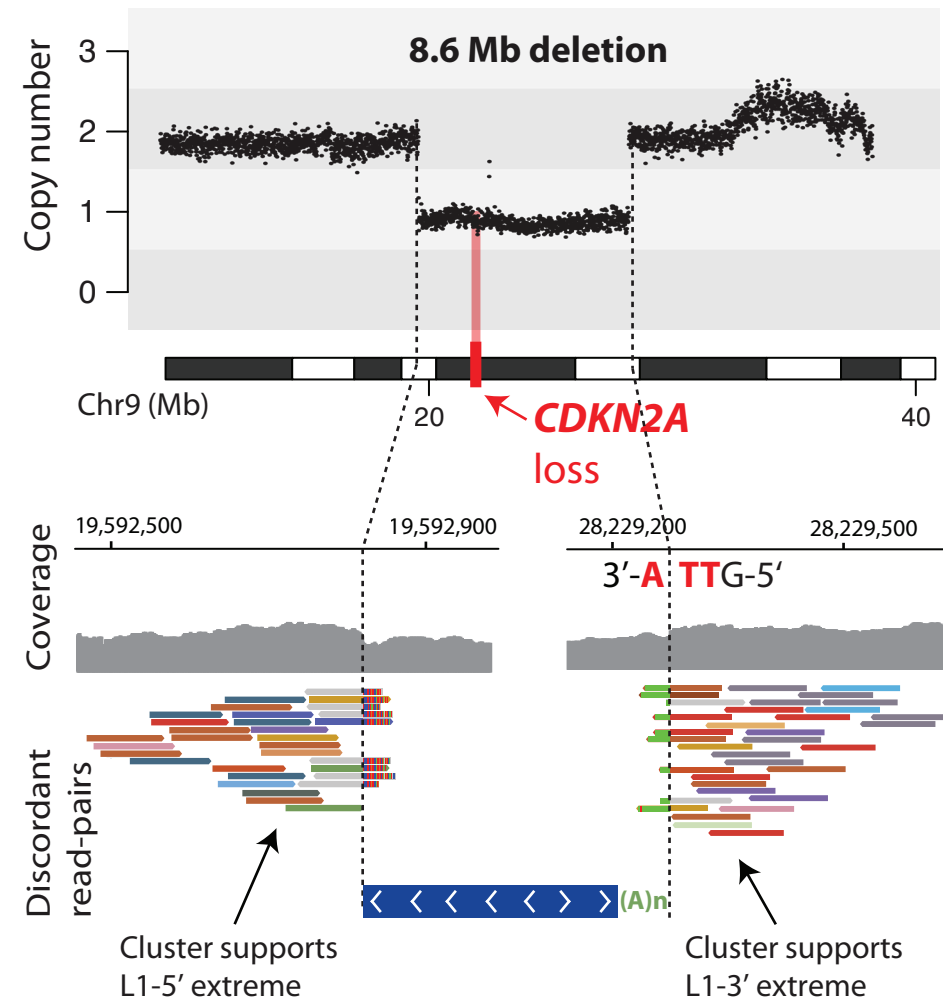 8.6 Mb deletion
Copy number
3
2
1
0
Chr9 (Mb)
20
40
CDKN2A
loss
19,592,500
19,592,900
28,229,200
28,229,500
3′-A TTG-5‘
Coverage
Discordant
read-pairs
(A)n
Cluster supports
L1-5′ extreme
Cluster supports
L1-3′ extreme